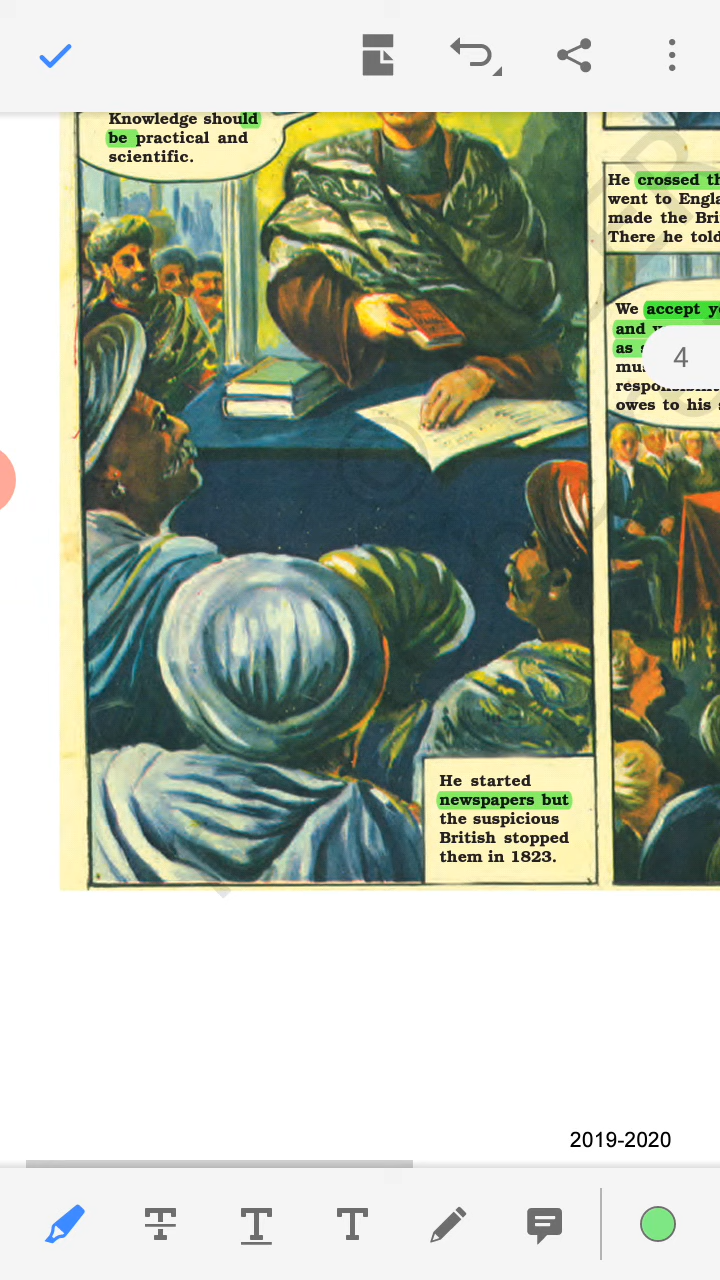 Knowledge should
be practical and
scientific.
He started
newspapers but
the suspicious
British stopped
them in 1823.
He crossed th
went to Engla
made the Bri
There he told
We accept y
and
as
owes to his
4
2019-2020
T